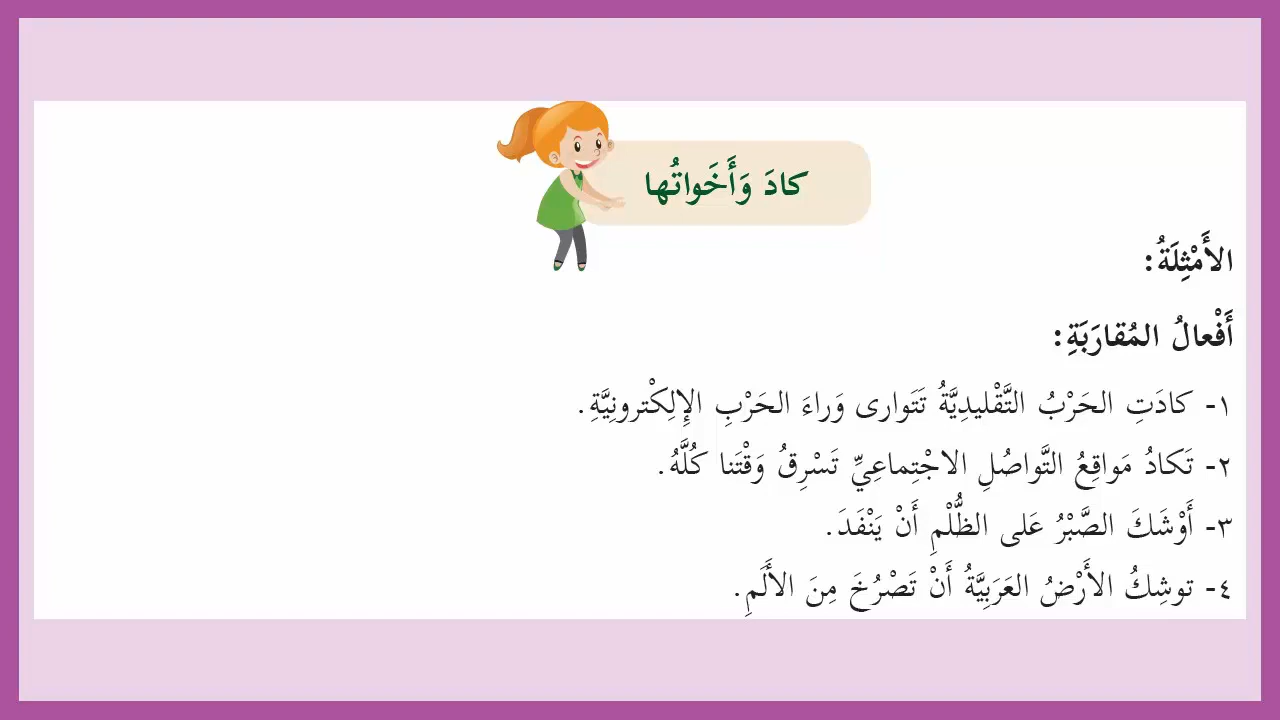 كادَ وَأَخَواتُها
الأَمْثِلَةُ:
أَفْعالُ المُقارَبَةِ:
١- كادَتِ الحَرْبُ التَّقْليدِيَّةُ تَتَوارى وَراءَ الحَرْبِ الإِلِكْترونِيَّةِ.
٢- تَكادُ مَواقِعُ التَّواصُلِ الاجْتِماعِيِّ تَسْرِقُ وَقْتَنا كُلَّهُ.
٣- أَوْشَكَ الصَّبْرُ عَلى الظُّلْمِ أَنْ يَنْفَدَ.
٤- توشِكُ الأَرْضُ العَرَبِيَّةُ أَنْ تَصْرُخَ مِنَ الأَلَمِ.